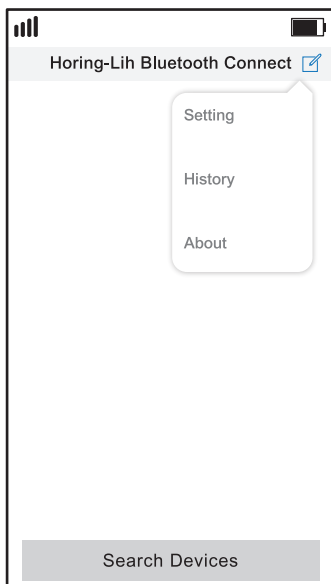 Horing-Lih Bluetooth Connect
Setting
History
About
Search Devices